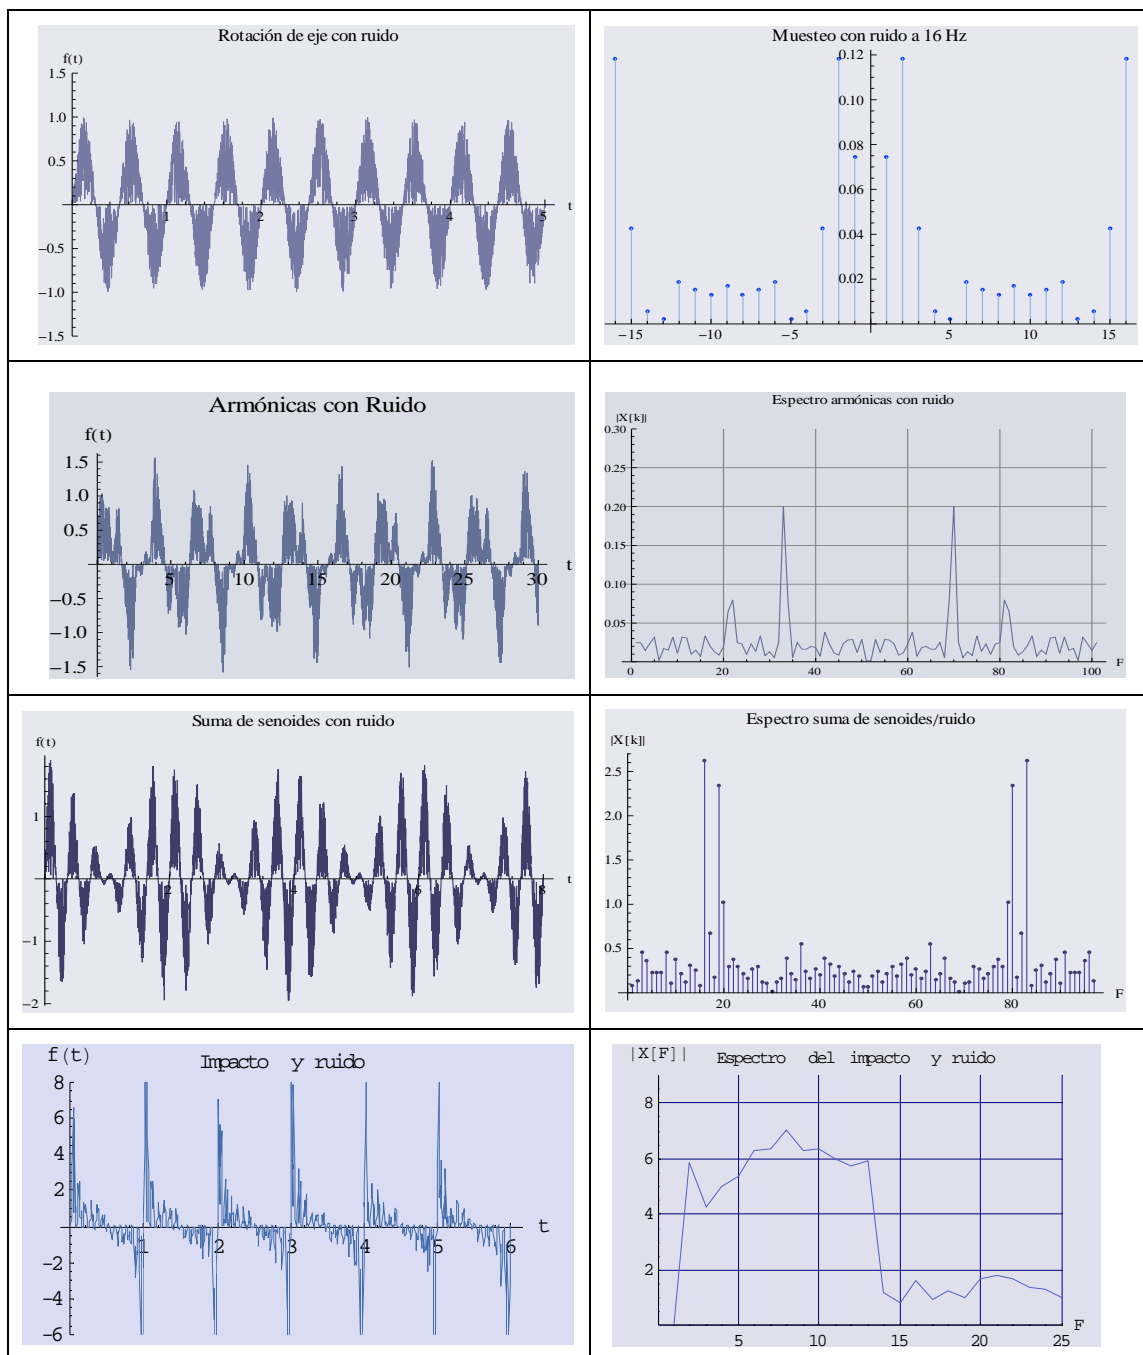 Rotación de eje con ruido
f(t)
1.5
1.0
0.5
−0.5
−1.0
−1.5
1 2 3 4 5 t
Muesteo con ruido a 16 Hz
0.12
0.10
0.08
0.06
0.04
0.02
−15 −10 −5 5 10 15
Armónicas con Ruido
f(t)
1.5
1.0
0.5
−0.5
−1.0
−1.5
5 10 15 20 25 30 t
Espectro armónicas con ruido
|X[k]|
0.30
0.25
0.20
0.15
0.10
0.05
0 20 40 60 80 100 F
Suma de senoides con ruido
f(t)
1
−1
−2
2 4 6 8 t
Espectro suma de senoides/ruido
|X[k]|
2.5
2.0
1.5
1.0
0.5
20 40 60 80 F
f(t) Impacto y ruido
8
6
4
2
-2
-4
-6
1 2 3 4 5 6 t
|X[F]| Espectro del impacto y ruido
8
6
4
2
5 10 15 20 25 F